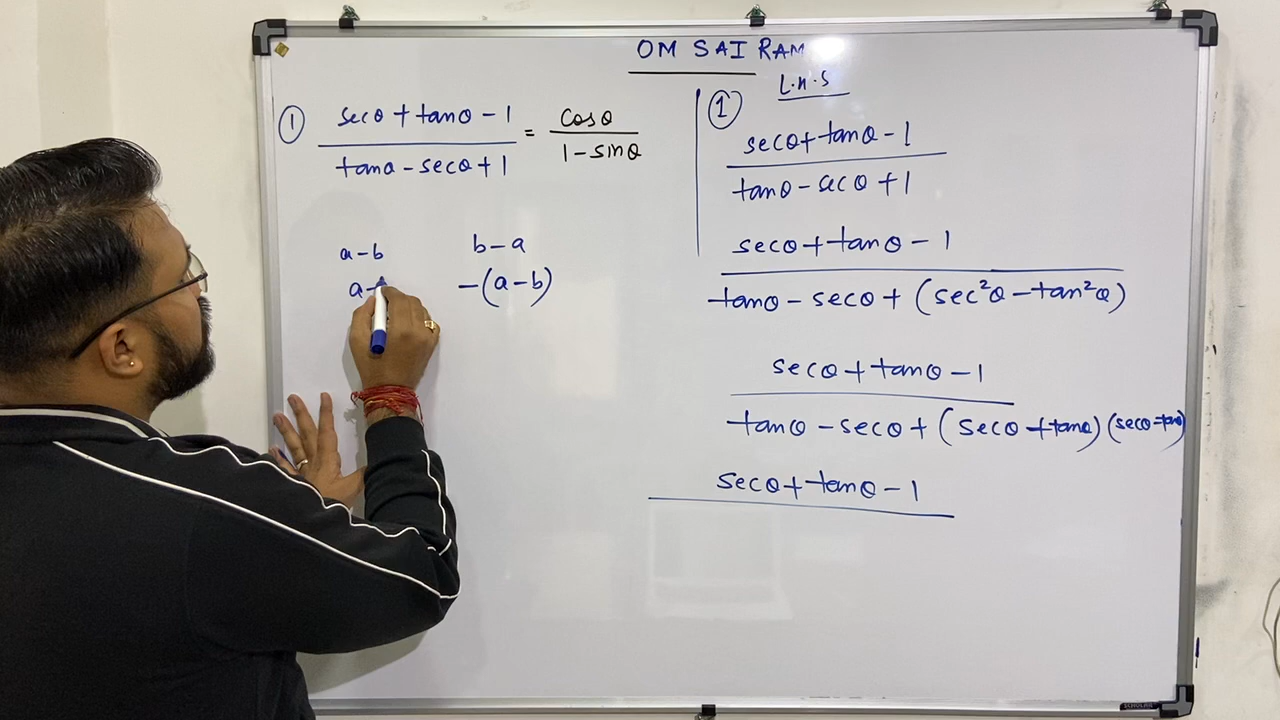 OM SAI RAM
① secθ + tanθ - 1 / tanθ - secθ + 1 = cosθ / 1 - sinθ
a - b    b - a
a -    -(a - b)
① L.H.S
secθ + tanθ - 1
tanθ - secθ + 1
secθ + tanθ - 1
tanθ - secθ + (sec²θ - tan²θ)
secθ + tanθ - 1
tanθ - secθ + (secθ + tanθ)(secθ - tanθ)
secθ + tanθ - 1
SCHOLAR